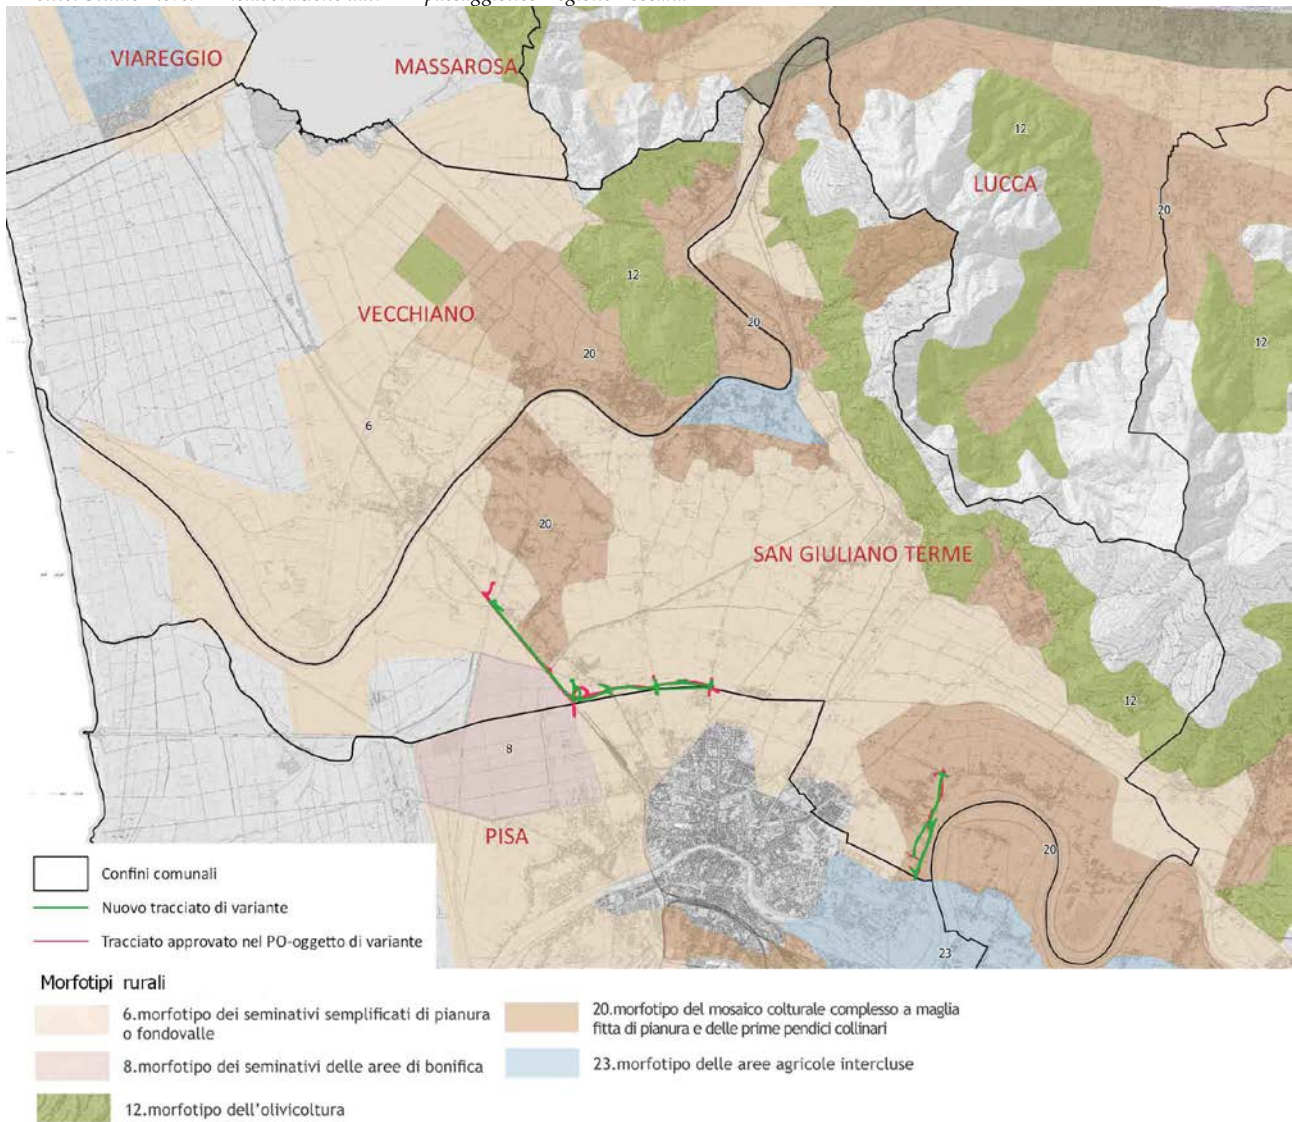 VIAREGGIO
MASSAROSA
12
LUCCA
20
12
VECCHIANO
20
20
12
6
20
SAN GIULIANO TERME
12
8
PISA
20
23
Confini comunali
Nuovo tracciato di variante
Tracciato approvato nel PO-oggetto di variante
Morfotipi rurali
6.morfotipo dei seminativi semplificati di pianura
o fondovalle
8.morfotipo dei seminativi delle aree di bonifica
12.morfotipo dell'olivicoltura
20.morfotipo del mosaico colturale complesso a maglia
fitta di pianura e delle prime pendici collinari
23.morfotipo delle aree agricole intercluse